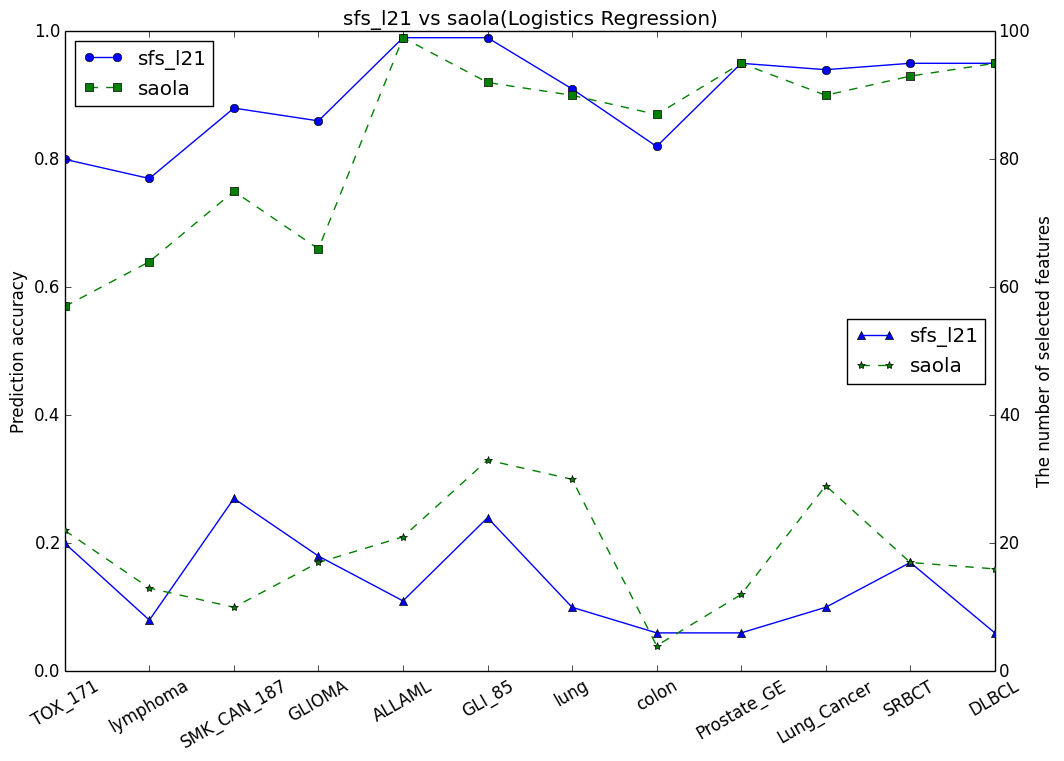 sfs_l21 vs saola(Logistics Regression)
1.0
0.8
0.6
0.4
0.2
0.0
Prediction accuracy
sfs_l21
saola
100
80
60
40
20
0
The number of selected features
sfs_l21
saola
TOX_171
lymphoma
SMK_CAN_187
GLIOMA
ALLAML
GLI_85
lung
colon
Prostate_GE
Lung_Cancer
SRBCT
DLBCL